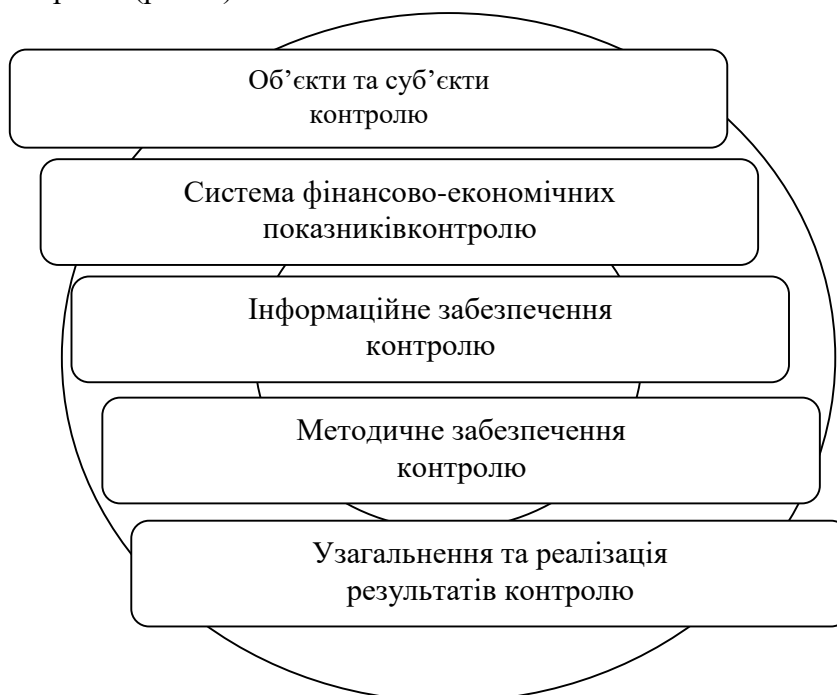 Об’єкти та суб’єкти
контролю
Система фінансово-економічних
показниківконтролю
Інформаційне забезпечення
контролю
Методичне забезпечення
контролю
Узагальнення та реалізація
результатів контролю